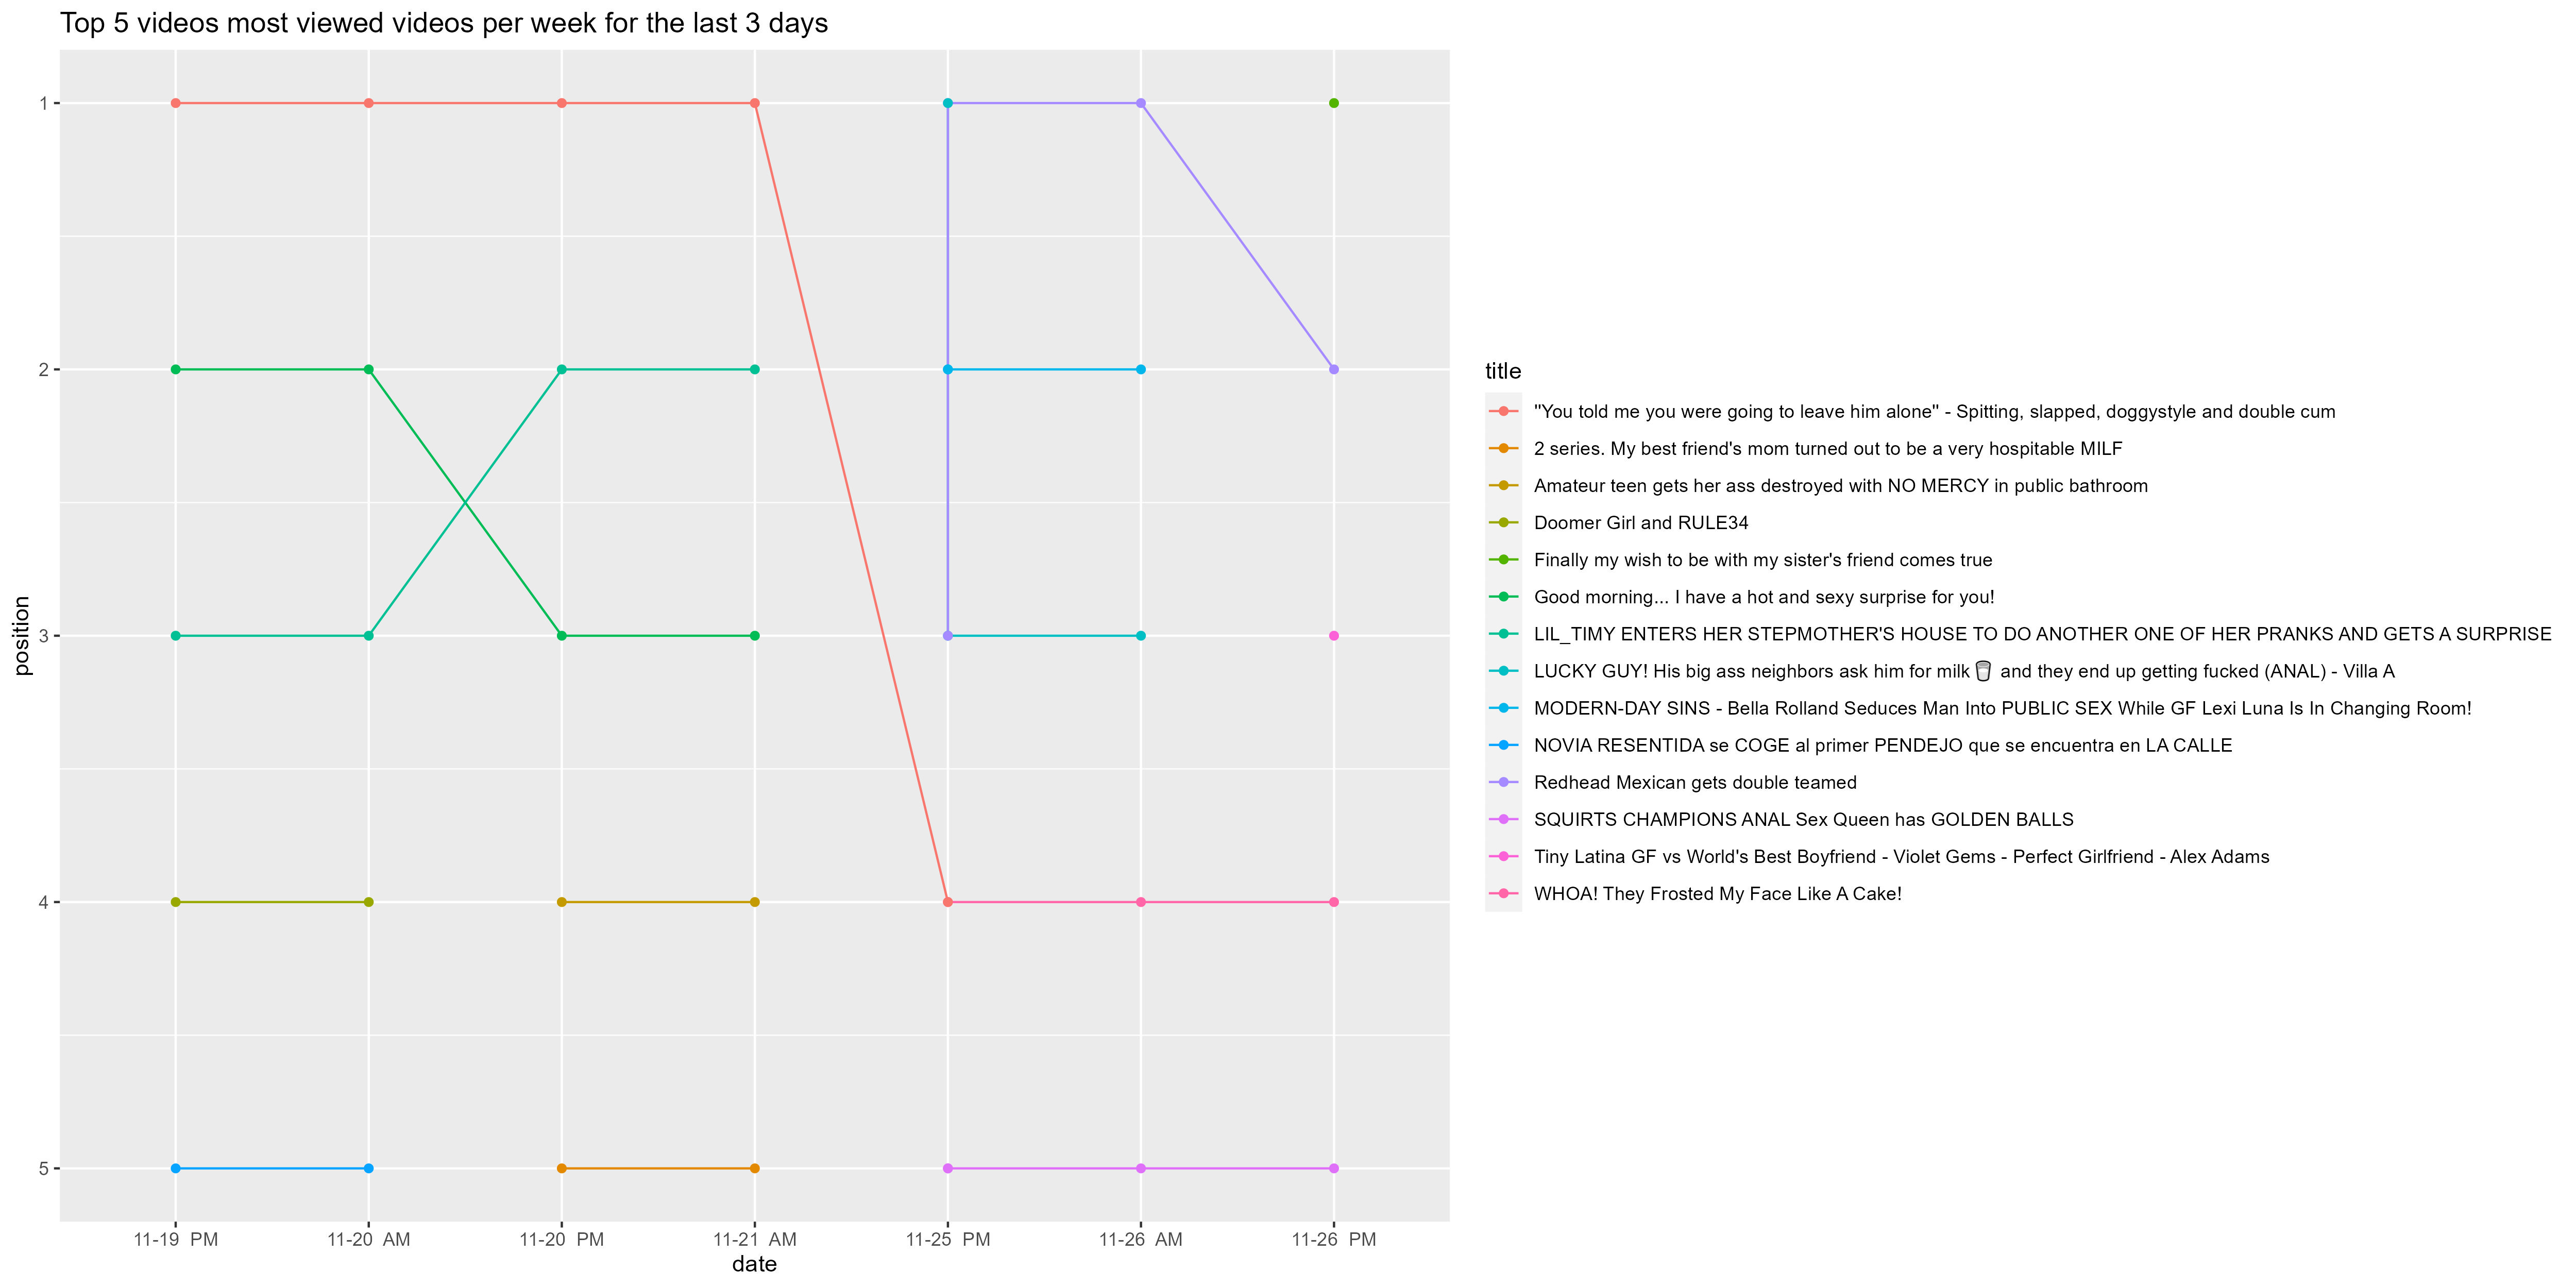 Top 5 videos most viewed videos per week for the last 3 days
position
1
2
3
4
5
11-19 PM
11-20 AM
11-20 PM
11-21 AM
11-25 PM
11-26 AM
11-26 PM
date
title
"You told me you were going to leave him alone" - Spitting, slapped, doggystyle and double cum
2 series. My best friend's mom turned out to be a very hospitable MILF
Amateur teen gets her ass destroyed with NO MERCY in public bathroom
Doomer Girl and RULE34
Finally my wish to be with my sister's friend comes true
Good morning... I have a hot and sexy surprise for you!
LIL_TIMY ENTERS HER STEPMOTHER'S HOUSE TO DO ANOTHER ONE OF HER PRANKS AND GETS A SURPRISE
LUCKY GUY! His big ass neighbors ask him for milk🥛 and they end up getting fucked (ANAL) - Villa A
MODERN-DAY SINS - Bella Rolland Seduces Man Into PUBLIC SEX While GF Lexi Luna Is In Changing Room!
NOVIA RESENTIDA se COGE al primer PENDEJO que se encuentra en LA CALLE
Redhead Mexican gets double teamed
SQUIRTS CHAMPIONS ANAL Sex Queen has GOLDEN BALLS
Tiny Latina GF vs World's Best Boyfriend - Violet Gems - Perfect Girlfriend - Alex Adams
WHOA! They Frosted My Face Like A Cake!